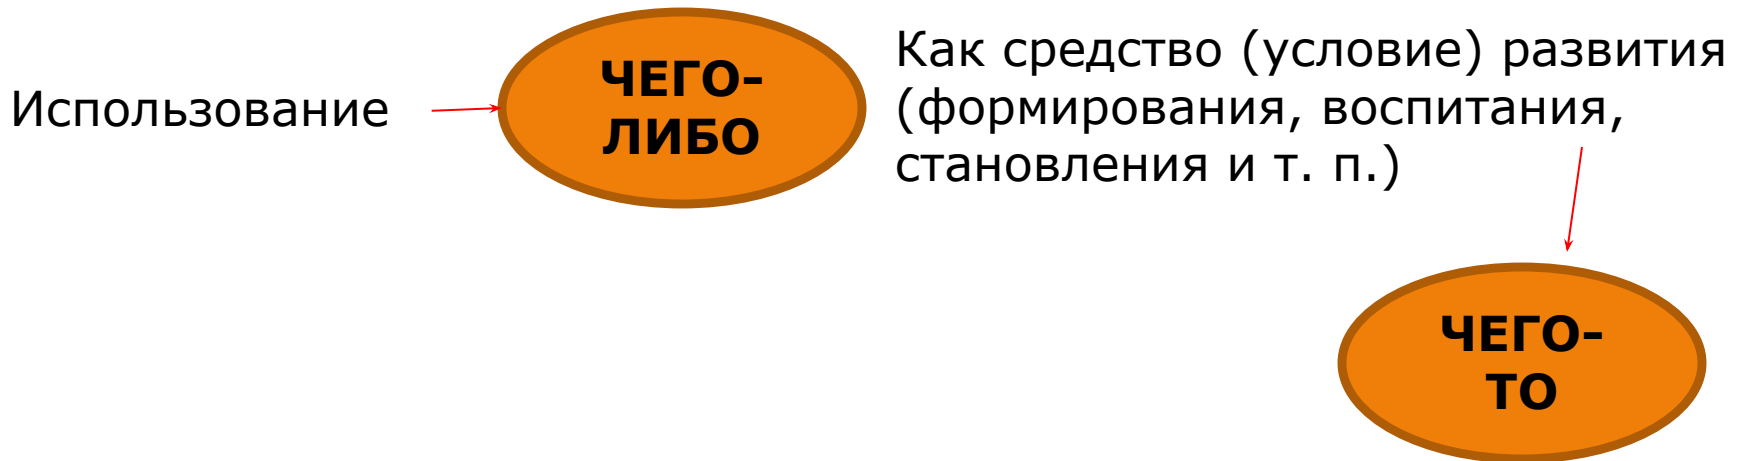 Использование
ЧЕГО-
ЛИБО
Как средство (условие) развития
(формирования, воспитания,
становления и т. п.)
ЧЕГО-
ТО